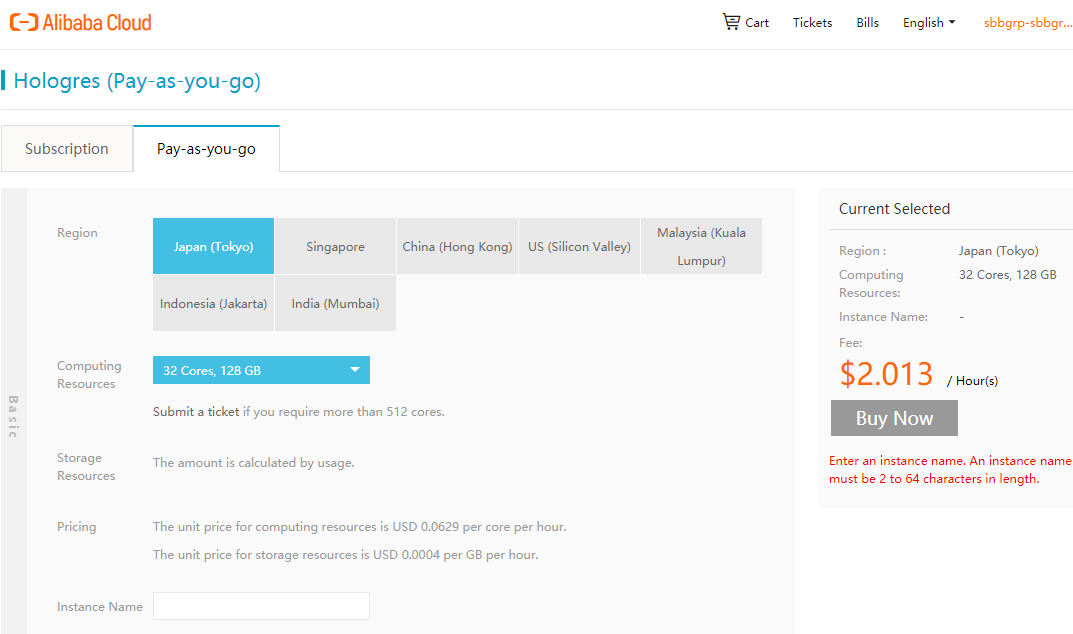 Alibaba Cloud
Cart
Tickets
Bills
English
sbbgrp-sbbgr...
Hologres (Pay-as-you-go)
Subscription
Pay-as-you-go
Basic
Region
Japan (Tokyo)
Singapore
China (Hong Kong)
US (Silicon Valley)
Malaysia (Kuala
Lumpur)
Indonesia (Jakarta)
India (Mumbai)
Computing
Resources
32 Cores, 128 GB
Submit a ticket if you require more than 512 cores.
Storage
Resources
The amount is calculated by usage.
Pricing
The unit price for computing resources is USD 0.0629 per core per hour.
The unit price for storage resources is USD 0.0004 per GB per hour.
Instance Name
Current Selected
Region :
Japan (Tokyo)
Computing
Resources:
32 Cores, 128 GB
Instance Name:
-
Fee:
$2.013 / Hour(s)
Buy Now
Enter an instance name. An instance name
must be 2 to 64 characters in length.